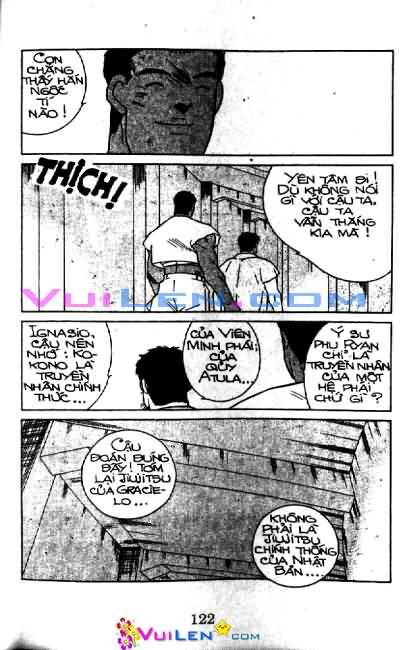 CON
CHẲNG
THẤY HẮN
NGỐC
TÍ
NÃO!
THỊCH!
YÊN TÂM ĐI!
DÙ KHÔNG NÓI
GÌ VỚI CẬU TA,
CẬU TA
VẪN THẮNG
KIA MÀ!
VuiLen.com
Ý SƯ
PHỤ RYAN
CHỈ LÀ
TRUYỀN NHÂN
CỦA MỘT
HỆ PHÁI
CHỨ GÌ?
CỦA VIÊN
MINH PHÁI;
CỦA
QUỶ
ATULA...
IGNASIO,
CẬU NÊN
NHỚ: KO-
KONO LÀ
TRUYỀN
NHÂN CHÍNH
THỨC...
CẬU
ĐOÁN ĐÚNG
ĐẤY! TÓM
LẠI JIUJITSU
CỦA GRACIE-
LO...
KHÔNG
PHẢI LÀ
JIUJITSU
CHÍNH THỐNG
CỦA NHẬT
BẢN....
122
VuiLen.com